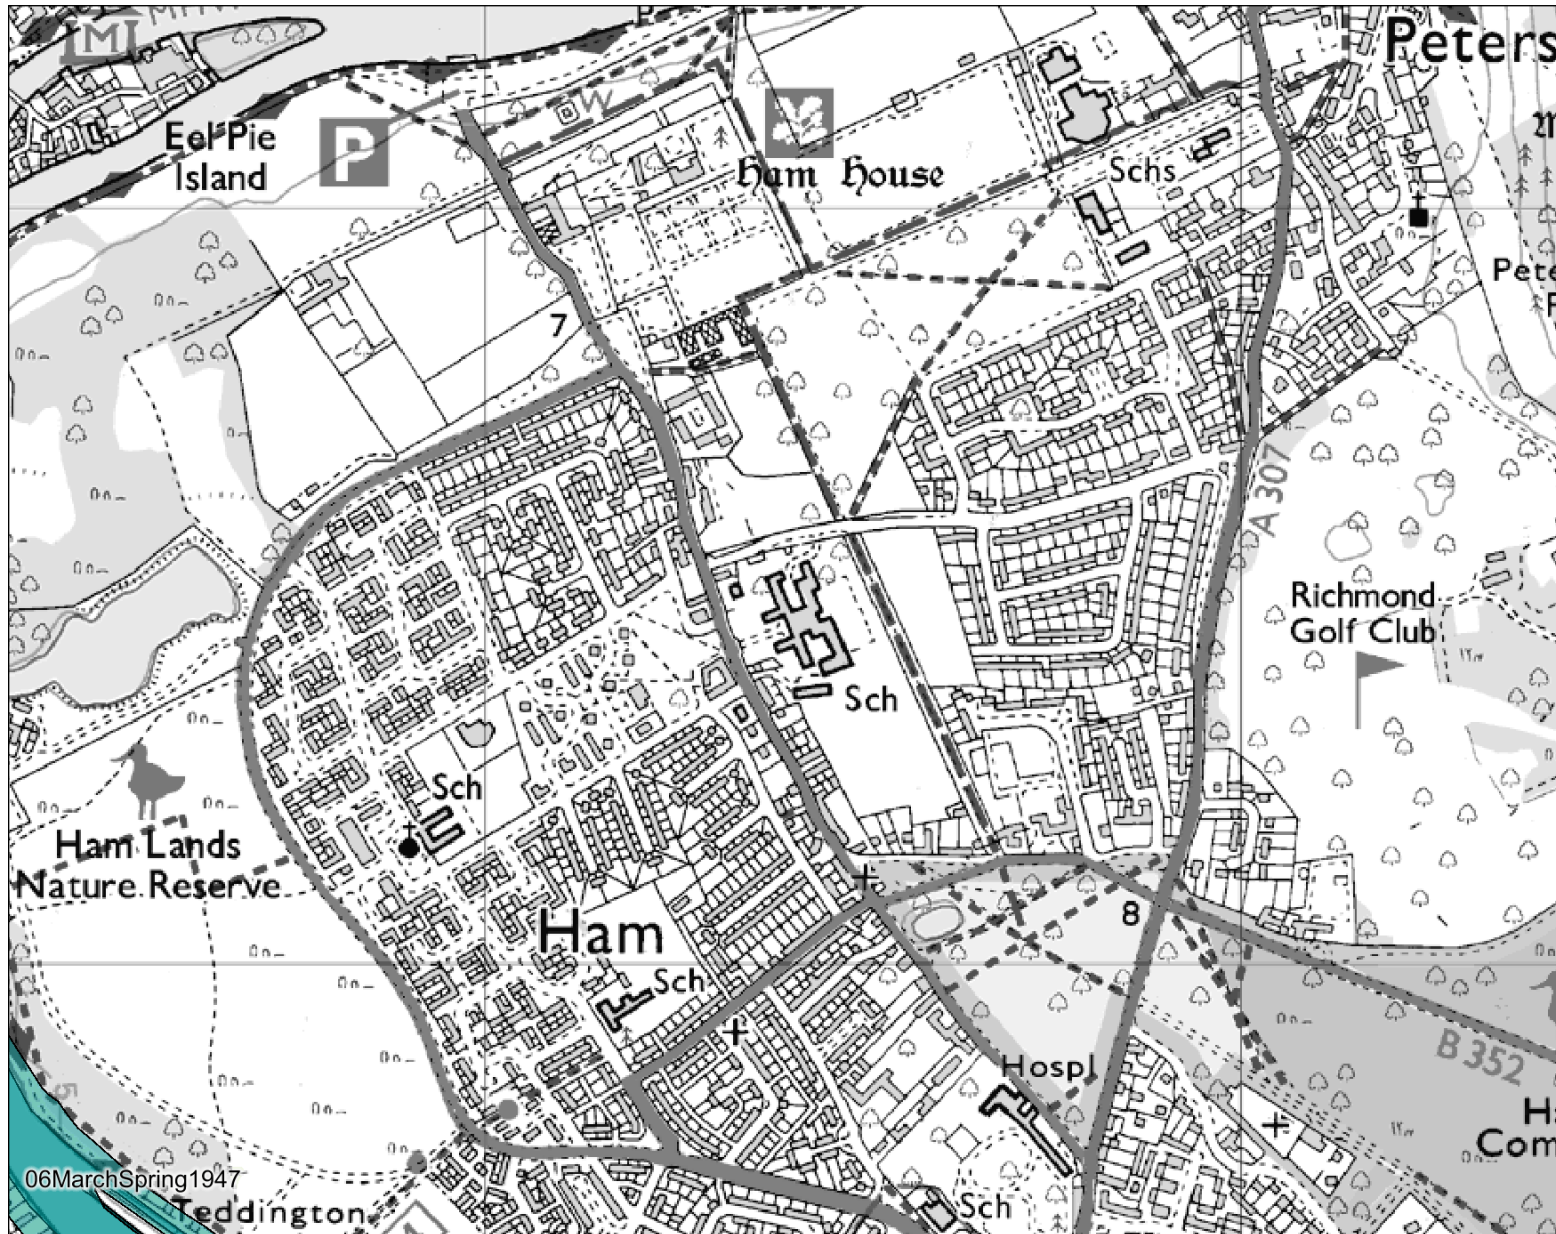 M
Peters
Eel Pie
Island
P
W
Ham House
Schs
Pete
7
A 307
Richmond
Golf Club
Sch
Sch
Ham Lands
Nature Reserve
8
Ham
Sch
B 352
Hospl
H
Com
06MarchSpring1947
Teddington
Sch